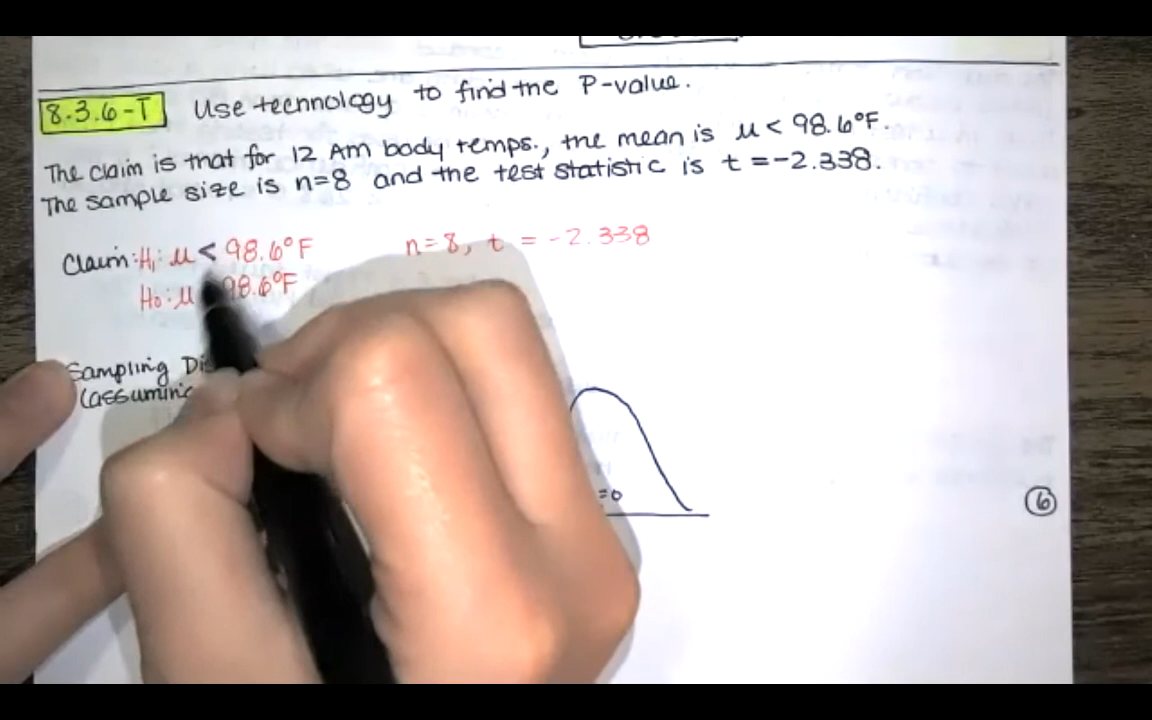 8.3.6-T Use technology to find the P-value.
The claim is that for 12 AM body temps., the mean is μ < 98.6°F.
The sample size is n=8 and the test statistic is t = -2.338.
Claim: H₁: μ < 98.6°F n=8, t = -2.338
H₀: μ 98.6°F
Sampling
(assuming
=0
6